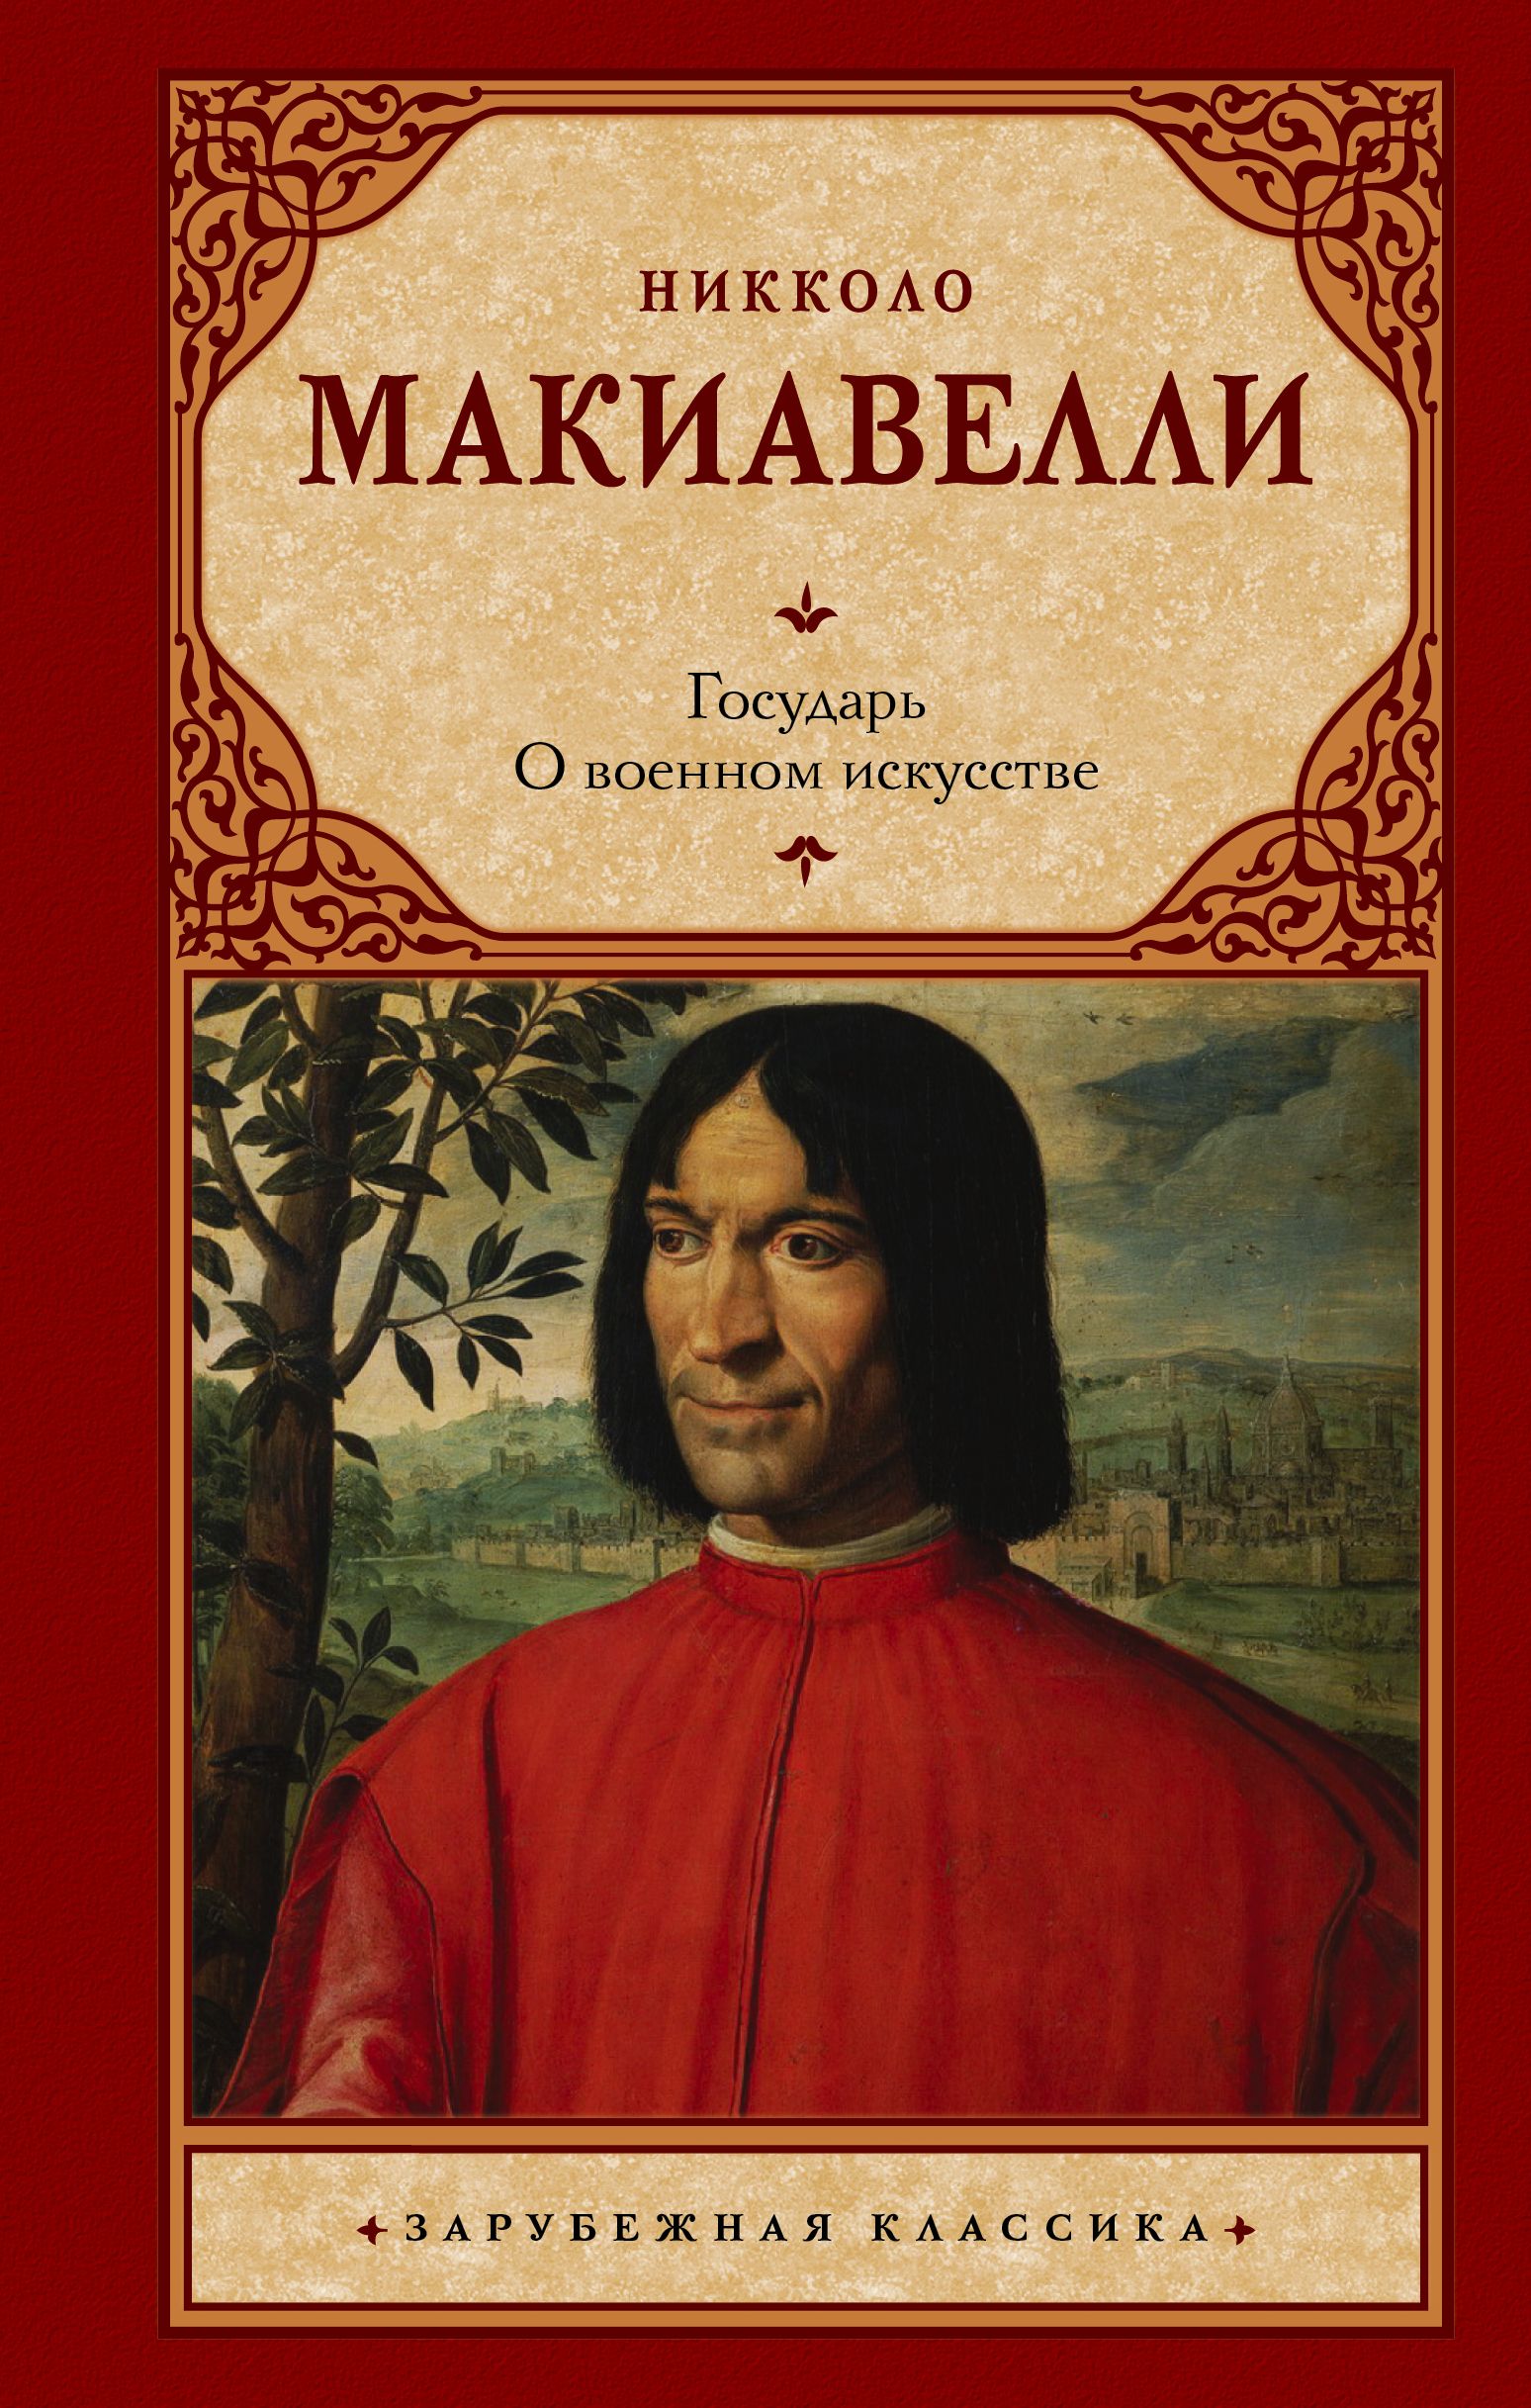 НИККОЛО
МАКИАВЕЛЛИ
Государь
О военном искусстве
ЗАРУБЕЖНАЯ КЛАССИКА